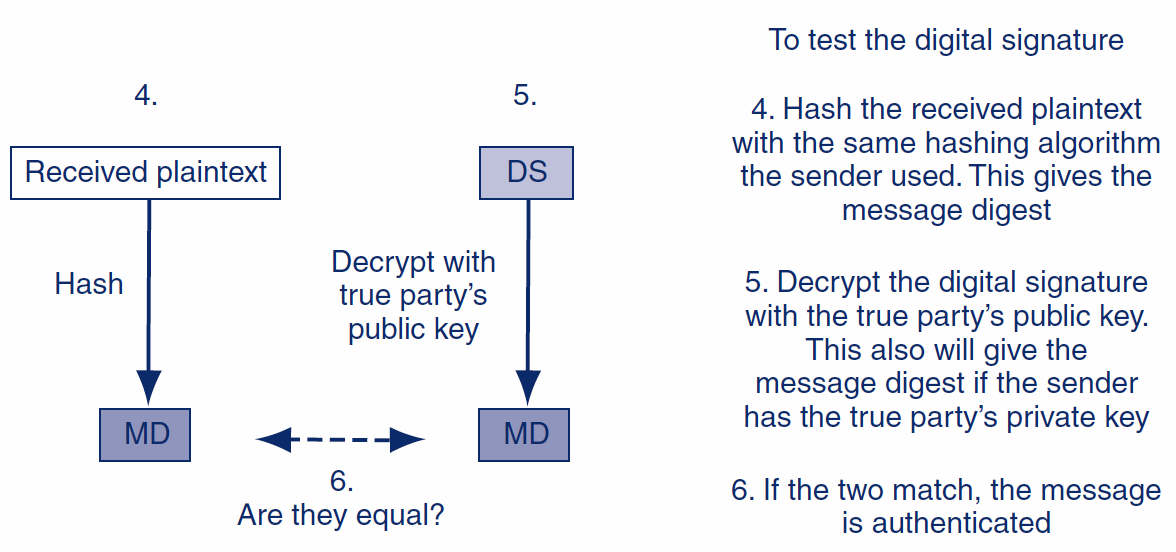 4.
Received plaintext
Hash
MD
5.
DS
Decrypt with
true party’s
public key
MD
6.
Are they equal?
To test the digital signature
4. Hash the received plaintext
with the same hashing algorithm
the sender used. This gives the
message digest
5. Decrypt the digital signature
with the true party’s public key.
This also will give the
message digest if the sender
has the true party’s private key
6. If the two match, the message
is authenticated